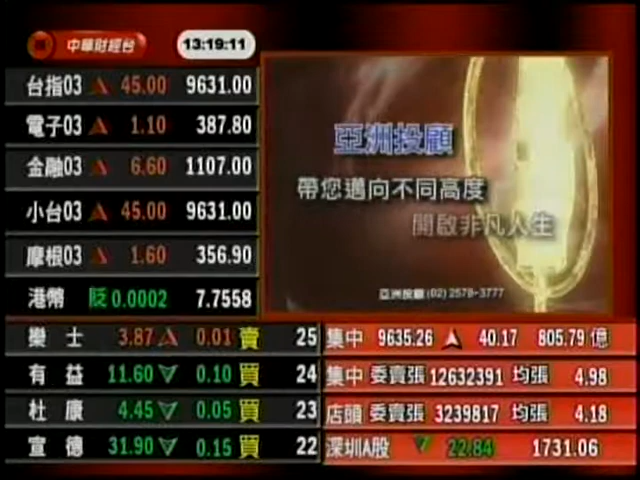 中華財經台 13:19:11
台指03 45.00 9631.00
電子03 1.10 387.80
金融03 6.60 1107.00
小台03 45.00 9631.00
摩根03 1.60 356.90
港幣 貶 0.0002 7.7558
亞洲投顧
帶您邁向不同高度
開啟非凡人生
亞洲投顧 (02) 2578-3777
樂士 3.87 0.01 賣 25
有益 11.60 0.10 買 24
杜康 4.45 0.05 買 23
宣德 31.90 0.15 買 22
集中 9635.26 40.17 805.79 億
集中 委賣張 12632391 均張 4.98
店頭 委賣張 3239817 均張 4.18
深圳A股 22.84 1731.06